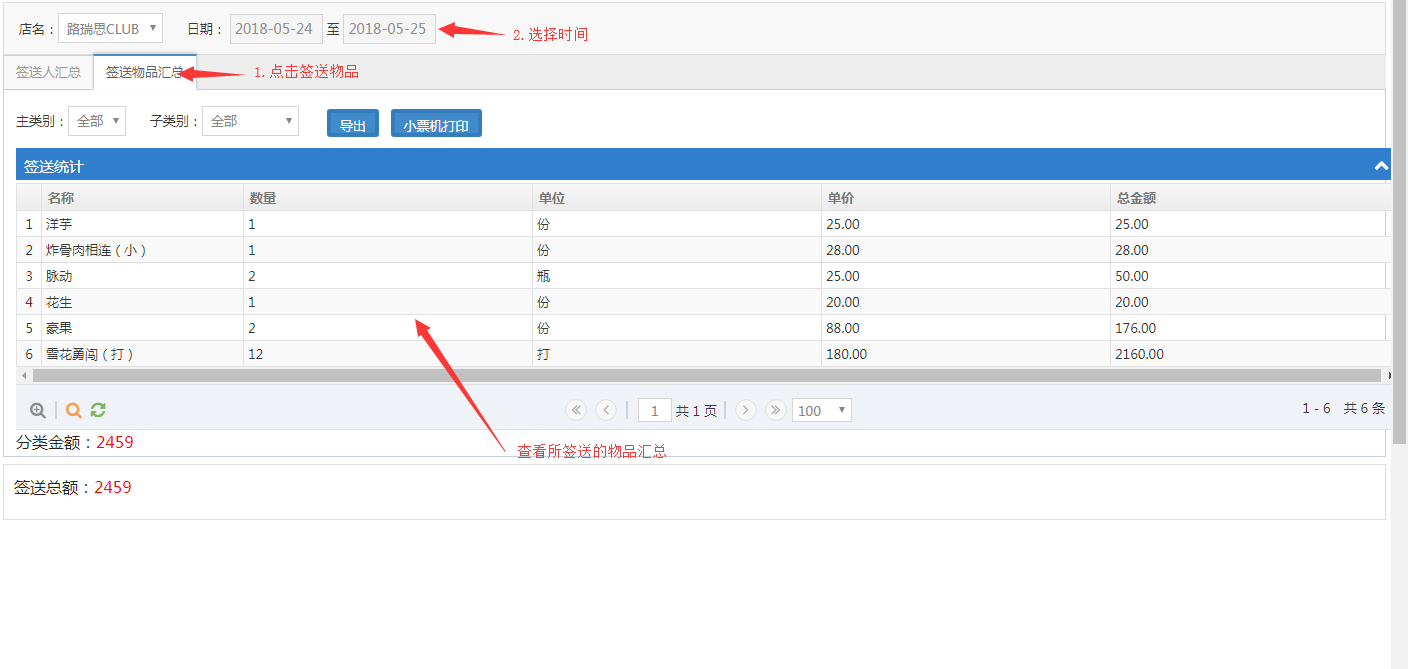 店名： 路瑞思CLUB 日期： 2018-05-24 至 2018-05-25 2. 选择时间
签送人汇总 签送物品汇总 1. 点击签送物品
主类别： 全部 子类别： 全部 导出 小票机打印
签送统计
名称 数量 单位 单价 总金额
1 洋芋 1 份 25.00 25.00
2 炸骨肉相连（小） 1 份 28.00 28.00
3 脉动 2 瓶 25.00 50.00
4 花生 1 份 20.00 20.00
5 豪果 2 份 88.00 176.00
6 雪花勇闯（打） 12 打 180.00 2160.00
1 共 1 页 100 1 - 6 共 6 条
分类金额：2459
查看所签送的物品汇总
签送总额：2459